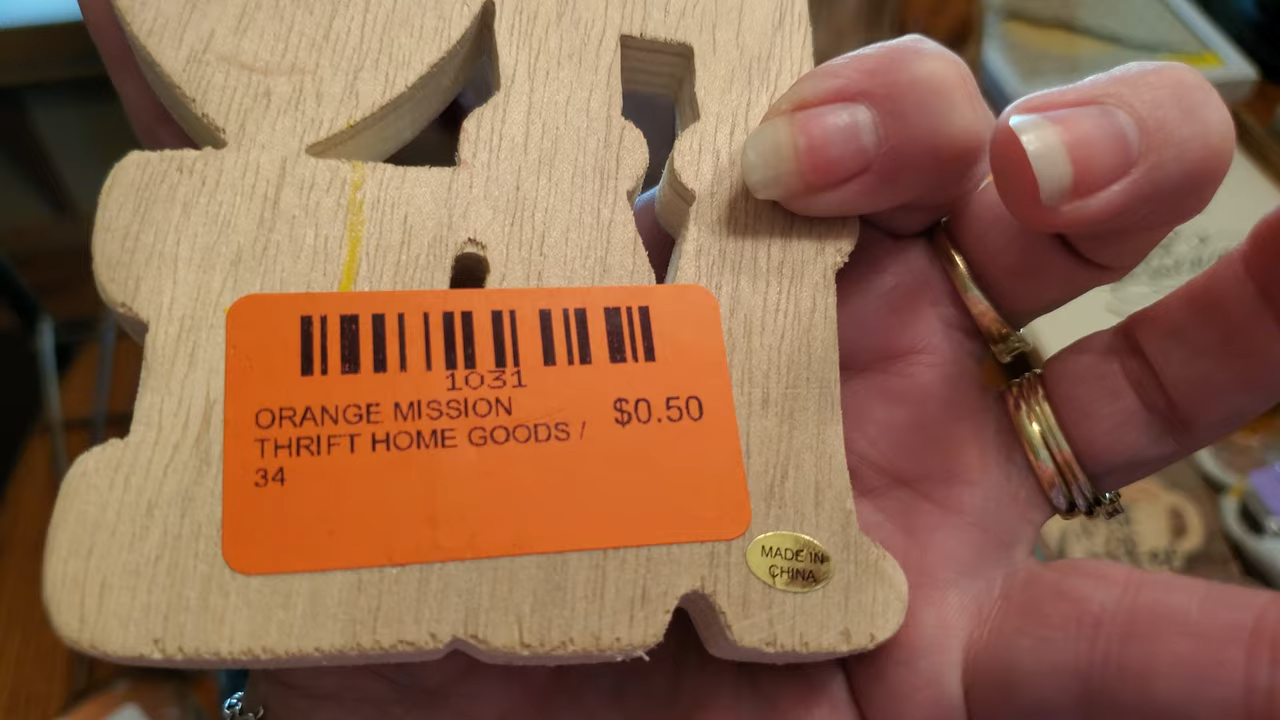 1031
ORANGE MISSION
$0.50
THRIFT HOME GOODS /
34
MADE IN
CHINA